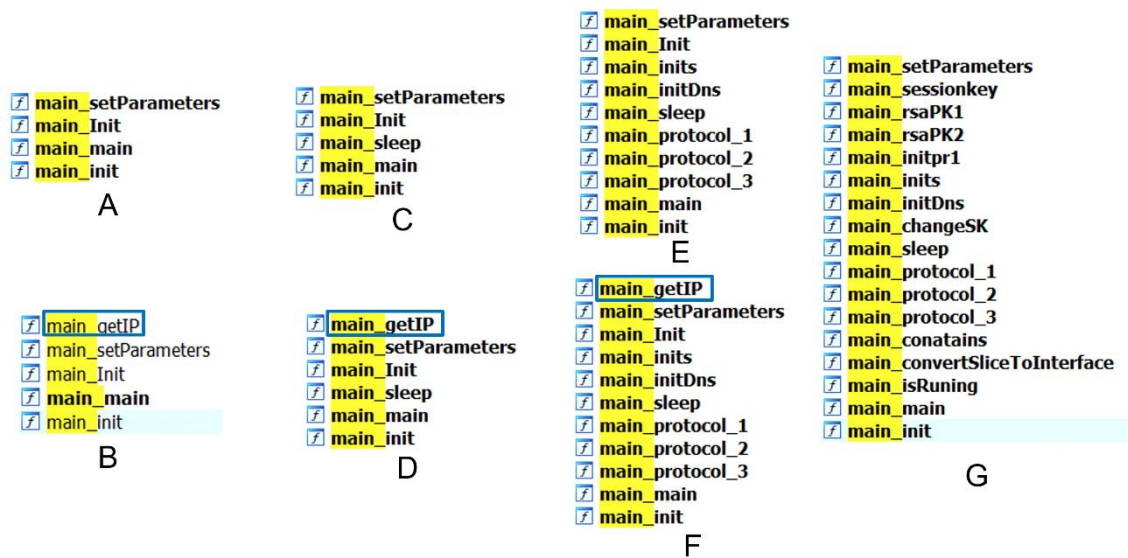 main_setParameters
main_Init
main_main
main_init
A
main_getIP
main_setParameters
main_Init
main_main
main_init
B
main_setParameters
main_Init
main_sleep
main_main
main_init
C
main_getIP
main_setParameters
main_Init
main_sleep
main_main
main_init
D
main_setParameters
main_Init
main_inits
main_initDns
main_sleep
main_protocol_1
main_protocol_2
main_protocol_3
main_main
main_init
E
main_getIP
main_setParameters
main_Init
main_inits
main_initDns
main_sleep
main_protocol_1
main_protocol_2
main_protocol_3
main_main
main_init
F
main_setParameters
main_sessionkey
main_rsaPK1
main_rsaPK2
main_initpr1
main_inits
main_initDns
main_changeSK
main_sleep
main_protocol_1
main_protocol_2
main_protocol_3
main_conatains
main_convertSliceToInterface
main_isRuning
main_main
main_init
G